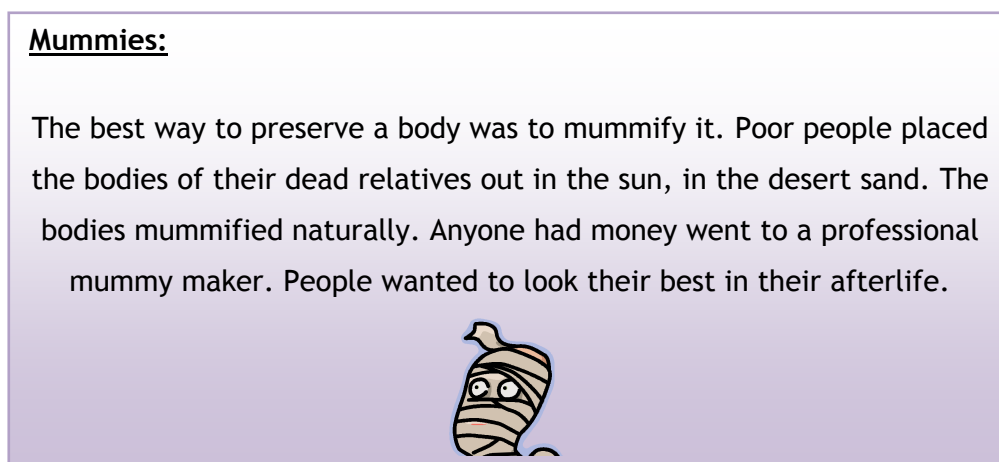 Mummies:
The best way to preserve a body was to mummify it. Poor people placed
the bodies of their dead relatives out in the sun, in the desert sand. The
bodies mummified naturally. Anyone had money went to a professional
mummy maker. People wanted to look their best in their afterlife.